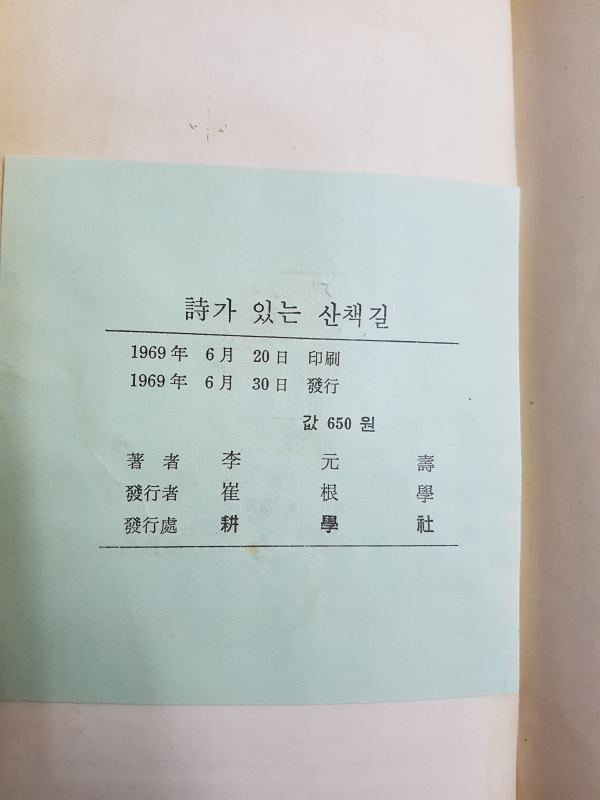 詩가 있는 산책길
1969年 6月 20日 印刷
1969年 6月 30日 發行
값 650 원
著者 李元壽
發行者 崔根學
發行處 耕學社